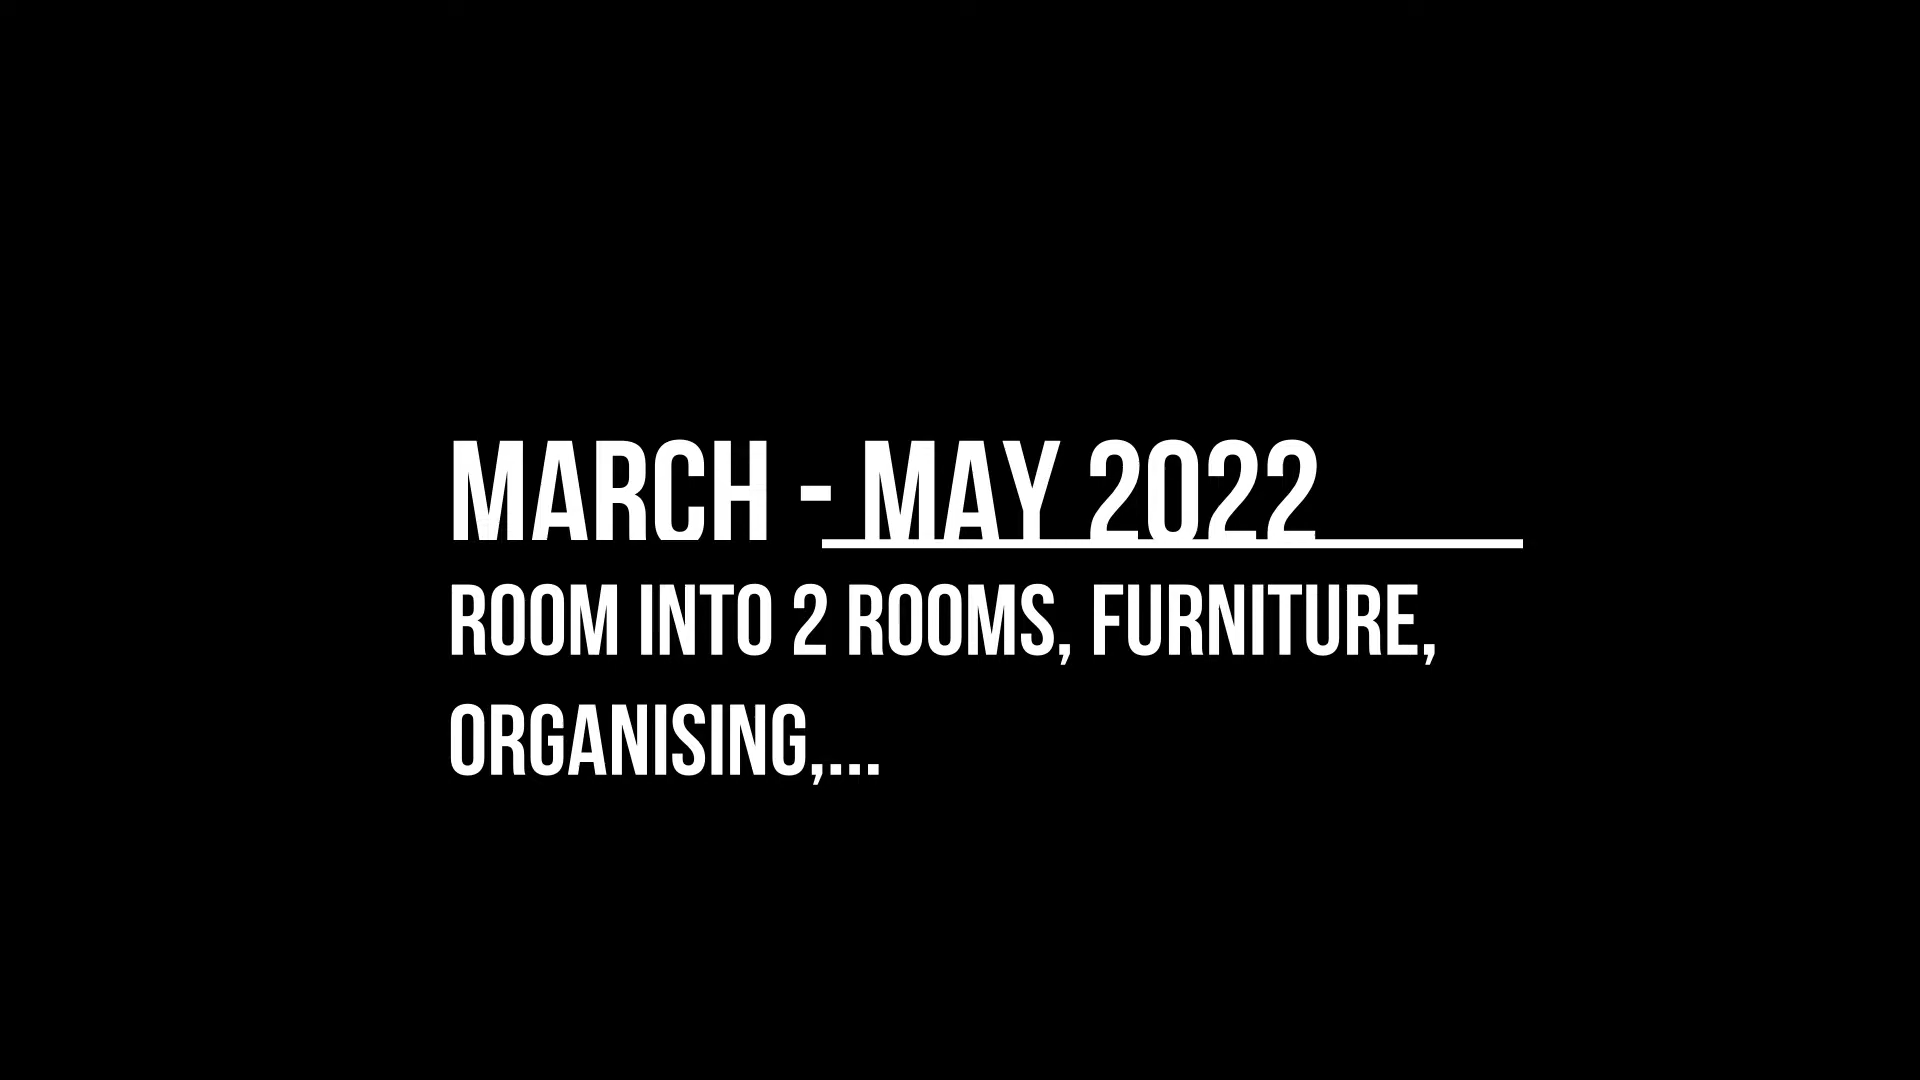 MARCH - MAY 2022
ROOM INTO 2 ROOMS, FURNITURE,
ORGANISING,...